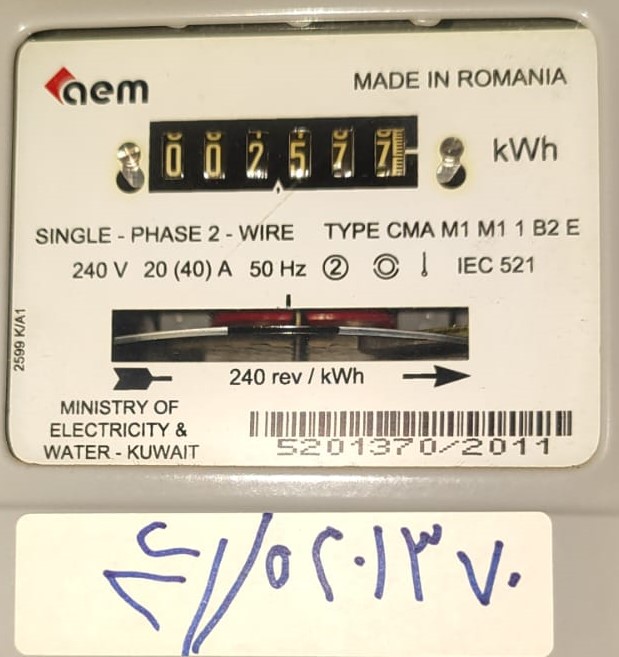 aem
MADE IN ROMANIA
002577 kWh
SINGLE - PHASE 2 - WIRE TYPE CMA M1 M1 1 B2 E
240 V 20 (40) A 50 Hz 2 IEC 521
2599 K/A1
240 rev / kWh
MINISTRY OF
ELECTRICITY &
WATER - KUWAIT
5201370/2011
٥٢٠١٣٧٠